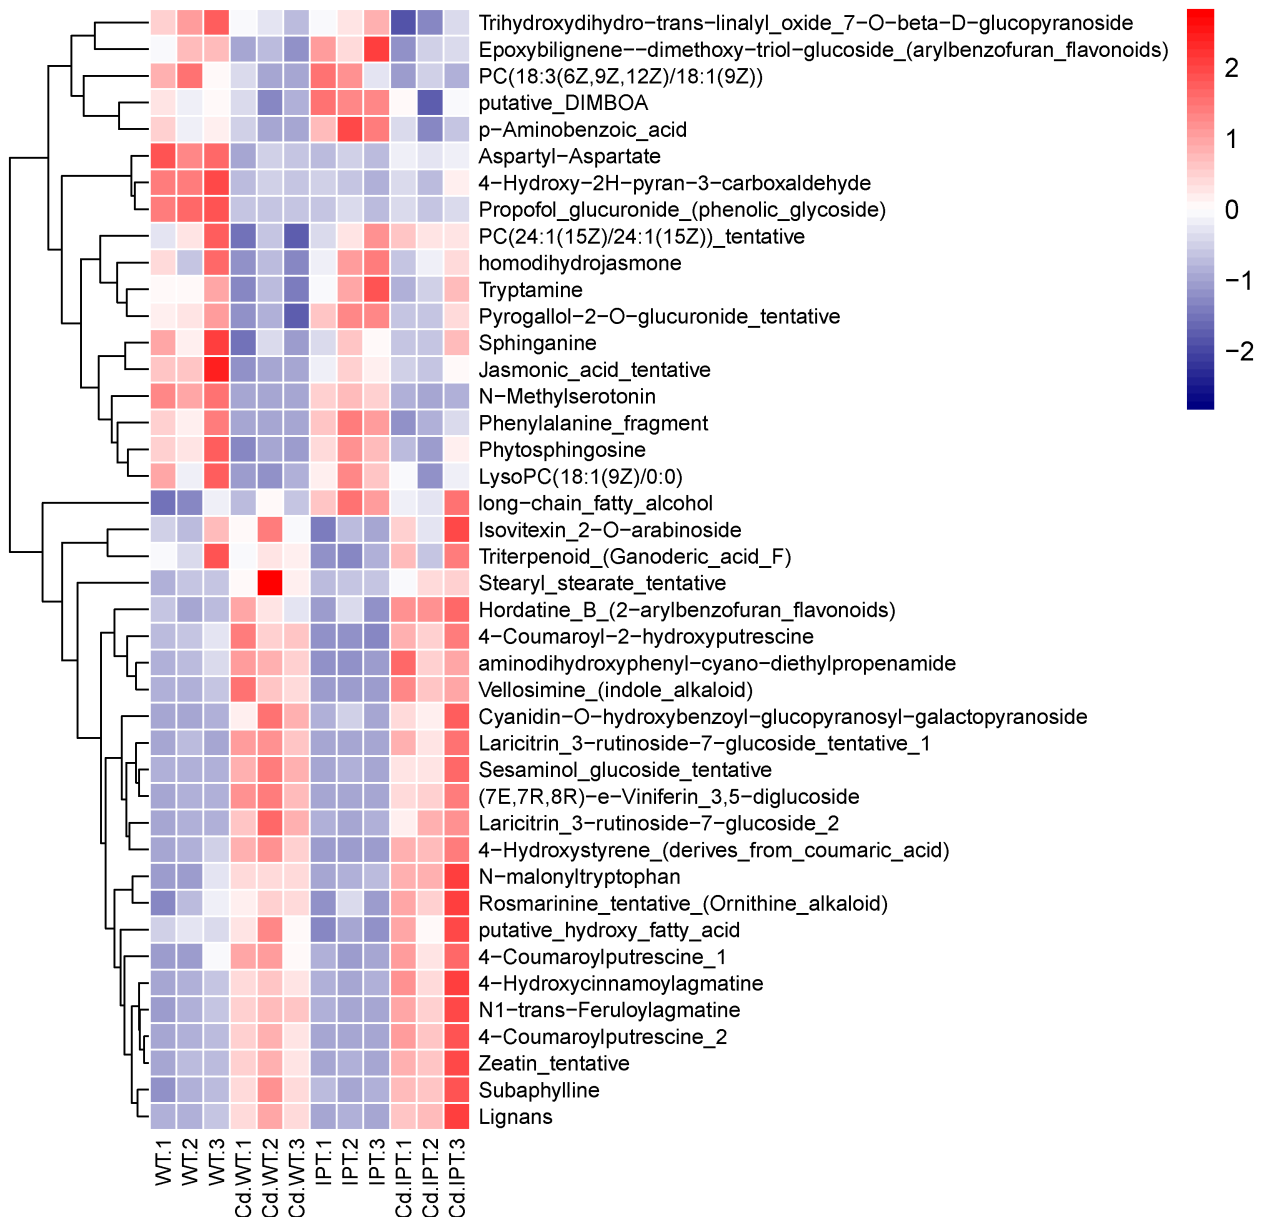 Trihydroxydihydro−trans−linalyl_oxide_7−O−beta−D−glucopyranoside
Epoxybilignene−−dimethoxy−triol−glucoside_(arylbenzofuran_flavonoids)
PC(18:3(6Z,9Z,12Z)/18:1(9Z))
putative_DIMBOA
p−Aminobenzoic_acid
Aspartyl−Aspartate
4−Hydroxy−2H−pyran−3−carboxaldehyde
Propofol_glucuronide_(phenolic_glycoside)
PC(24:1(15Z)/24:1(15Z))_tentative
homodihydrojasmone
Tryptamine
Pyrogallol−2−O−glucuronide_tentative
Sphinganine
Jasmonic_acid_tentative
N−Methylserotonin
Phenylalanine_fragment
Phytosphingosine
LysoPC(18:1(9Z)/0:0)
long−chain_fatty_alcohol
Isovitexin_2−O−arabinoside
Triterpenoid_(Ganoderic_acid_F)
Stearyl_stearate_tentative
Hordatine_B_(2−arylbenzofuran_flavonoids)
4−Coumaroyl−2−hydroxyputrescine
aminodihydroxyphenyl−cyano−diethylpropenamide
Vellosimine_(indole_alkaloid)
Cyanidin−O−hydroxybenzoyl−glucopyranosyl−galactopyranoside
Laricitrin_3−rutinoside−7−glucoside_tentative_1
Sesaminol_glucoside_tentative
(7E,7R,8R)−e−Viniferin_3,5−diglucoside
Laricitrin_3−rutinoside−7−glucoside_2
4−Hydroxystyrene_(derives_from_coumaric_acid)
N−malonyltryptophan
Rosmarinine_tentative_(Ornithine_alkaloid)
putative_hydroxy_fatty_acid
4−Coumaroylputrescine_1
4−Hydroxycinnamoylagmatine
N1−trans−Feruloylagmatine
4−Coumaroylputrescine_2
Zeatin_tentative
Subaphylline
Lignans
WT.1
WT.2
WT.3
Cd.WT.1
Cd.WT.2
Cd.WT.3
IPT.1
IPT.2
IPT.3
Cd.IPT.1
Cd.IPT.2
Cd.IPT.3
2
1
0
−1
−2